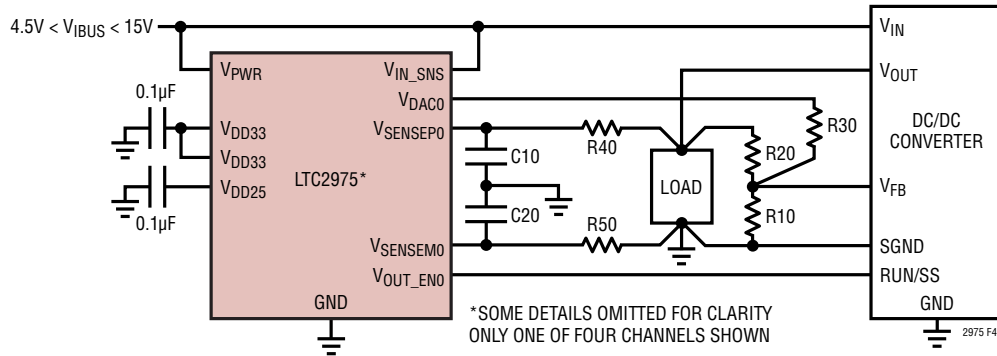 4.5V < VIBUS < 15V
VPWR
VIN_SNS
VDAC0
VSENSEP0
0.1µF
VDD33
VDD33
VDD25
0.1µF
LTC2975*
VSENSEM0
VOUT_EN0
GND
C10
C20
R40
R50
LOAD
R20
R10
R30
VIN
VOUT
DC/DC
CONVERTER
VFB
SGND
RUN/SS
GND
*SOME DETAILS OMITTED FOR CLARITY
ONLY ONE OF FOUR CHANNELS SHOWN
2975 F4